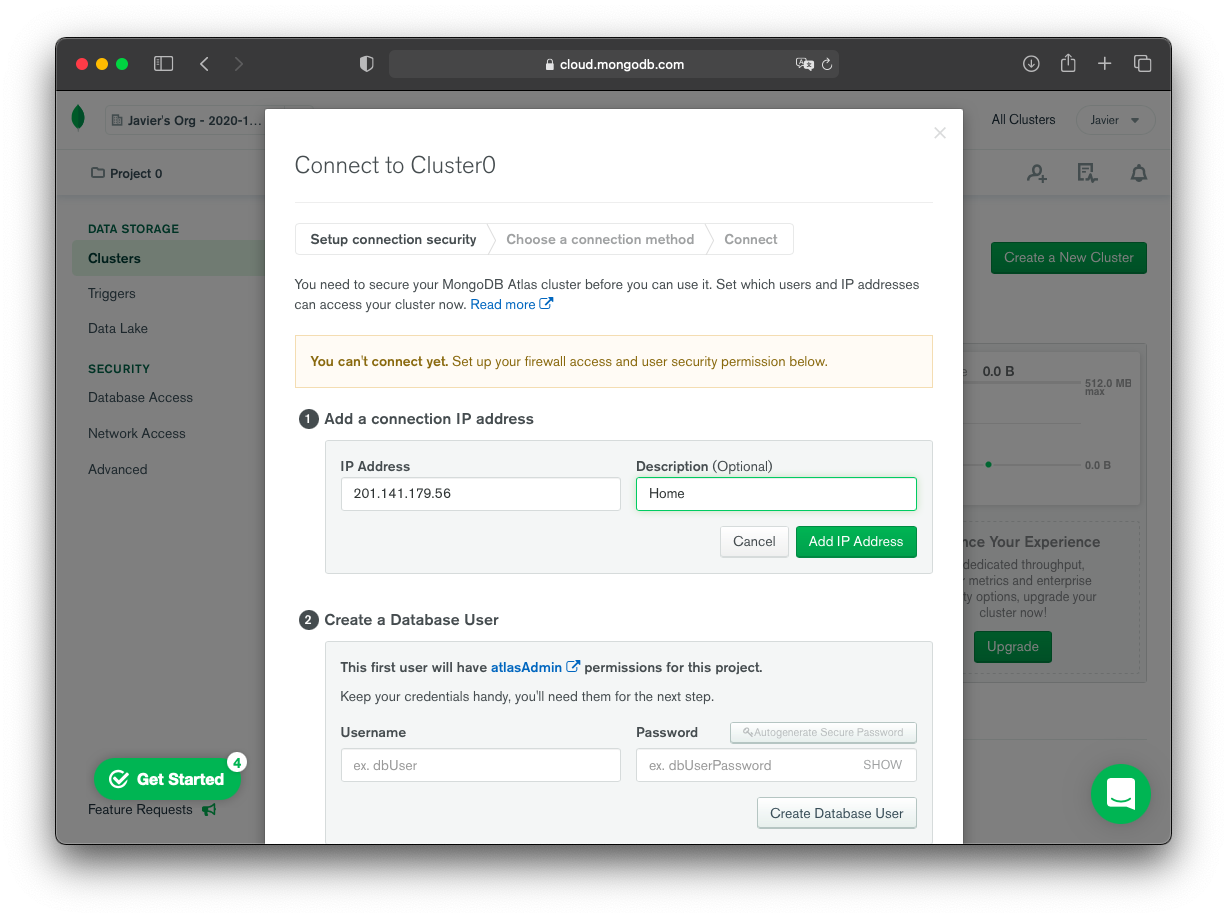 cloud.mongodb.com
Javier's Org - 2020-1...
All Clusters
Javier
Project 0
DATA STORAGE
Clusters
Triggers
Data Lake
SECURITY
Database Access
Network Access
Advanced
Get Started
4
Feature Requests
Connect to Cluster0
Setup connection security
Choose a connection method
Connect
You need to secure your MongoDB Atlas cluster before you can use it. Set which users and IP addresses
can access your cluster now. Read more
You can't connect yet. Set up your firewall access and user security permission below.
1 Add a connection IP address
IP Address
Description (Optional)
201.141.179.56
Home
Cancel
Add IP Address
2 Create a Database User
This first user will have atlasAdmin permissions for this project.
Keep your credentials handy, you'll need them for the next step.
Username
Password
Autogenerate Secure Password
ex. dbUser
ex. dbUserPassword
SHOW
Create Database User
Create a New Cluster
0.0 B
512.0 MB
max
0.0 B
Your Experience
dedicated throughput,
metrics and enterprise
options, upgrade your
cluster now!
Upgrade